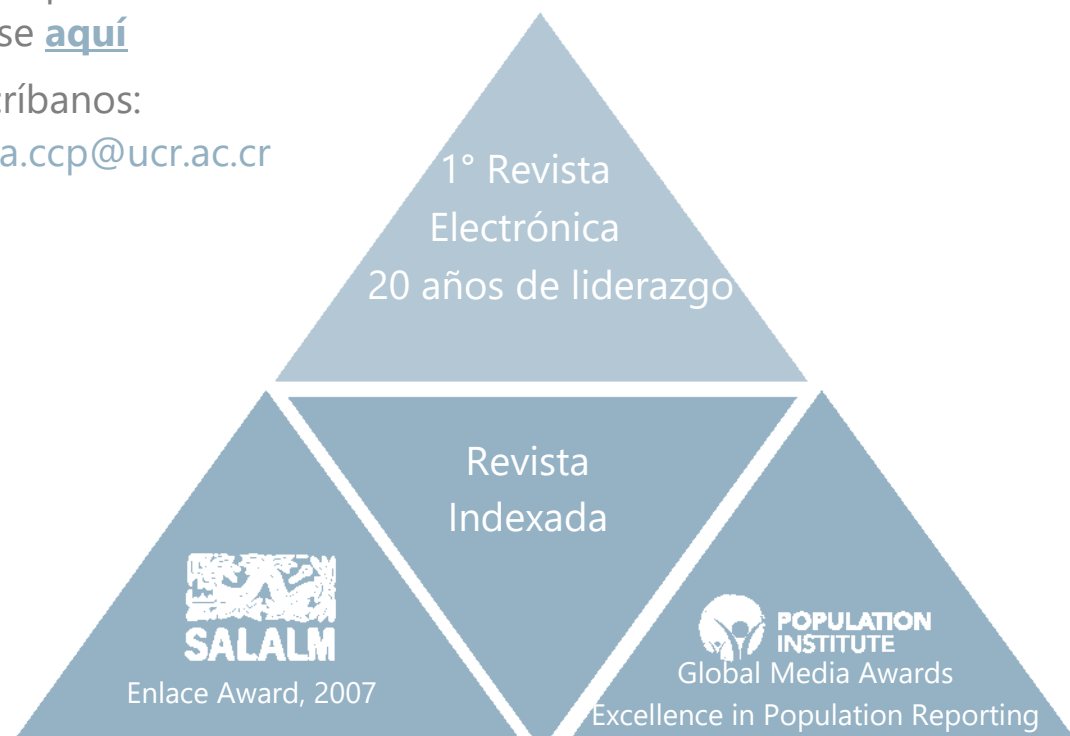 se aquí
críbanos:
a.ccp@ucr.ac.cr
1° Revista
Electrónica
20 años de liderazgo
Revista
Indexada
SALALM
Enlace Award, 2007
POPULATION
INSTITUTE
Global Media Awards
Excellence in Population Reporting